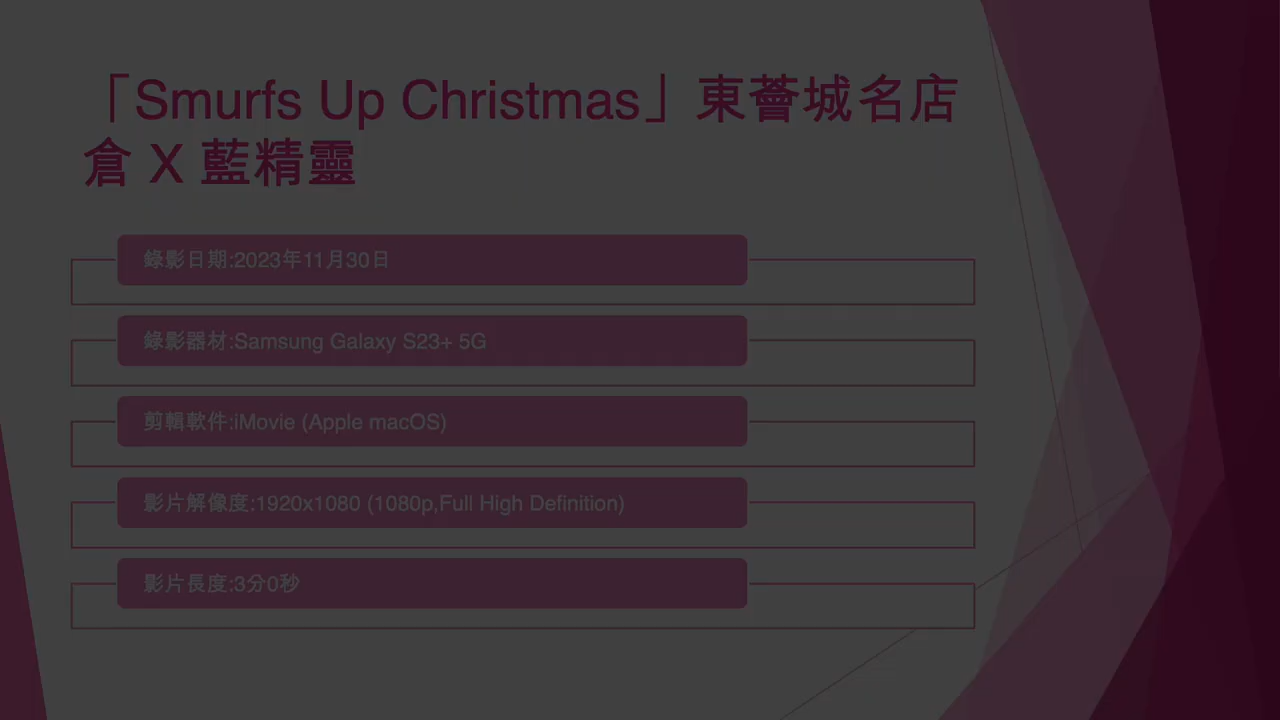 「Smurfs Up Christmas」東薈城名店
倉 X 藍精靈
錄影日期:2023年11月30日
錄影器材:Samsung Galaxy S23+ 5G
剪輯軟件:iMovie (Apple macOS)
影片解像度:1920x1080 (1080p,Full High Definition)
影片長度:3分0秒